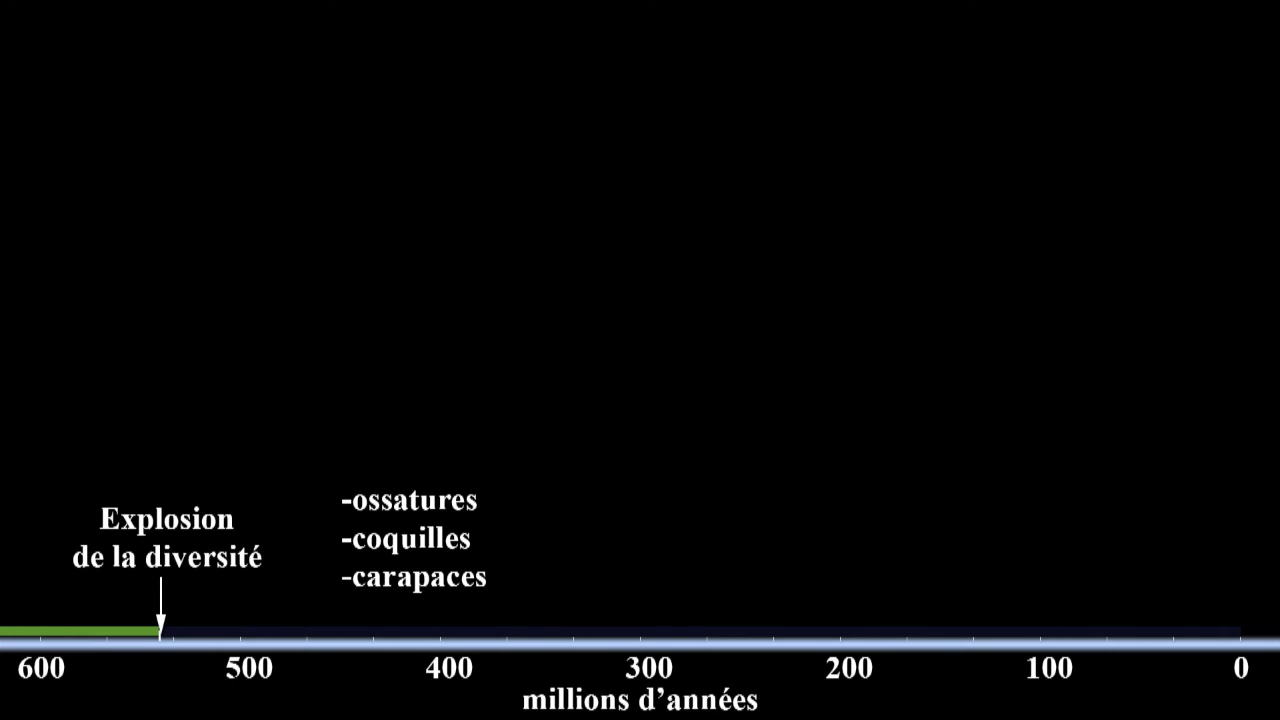 Explosion
de la diversité
-ossatures
-coquilles
-carapaces
600 500 400 300 200 100 0
millions d’années